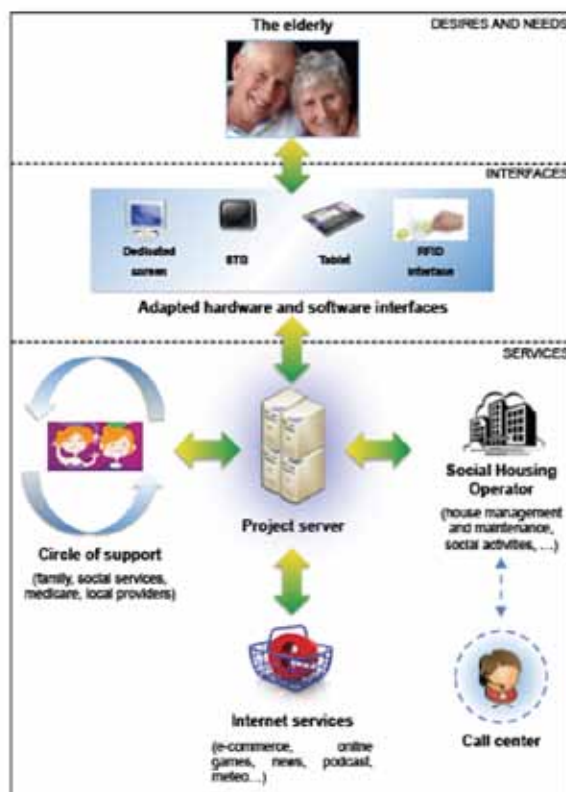 The elderly
DESIRES AND NEEDS
INTERFACES
Dedicated
screen
STB
Tablet
RFID
interface
Adapted hardware and software interfaces
SERVICES
Project server
Circle of support
(family, social services,
medicare, local providers)
Social Housing
Operator
(house management
and maintenance,
social activities, ...)
Internet services
(e-commerce, online
games, news, podcast,
meteo...)
Call center